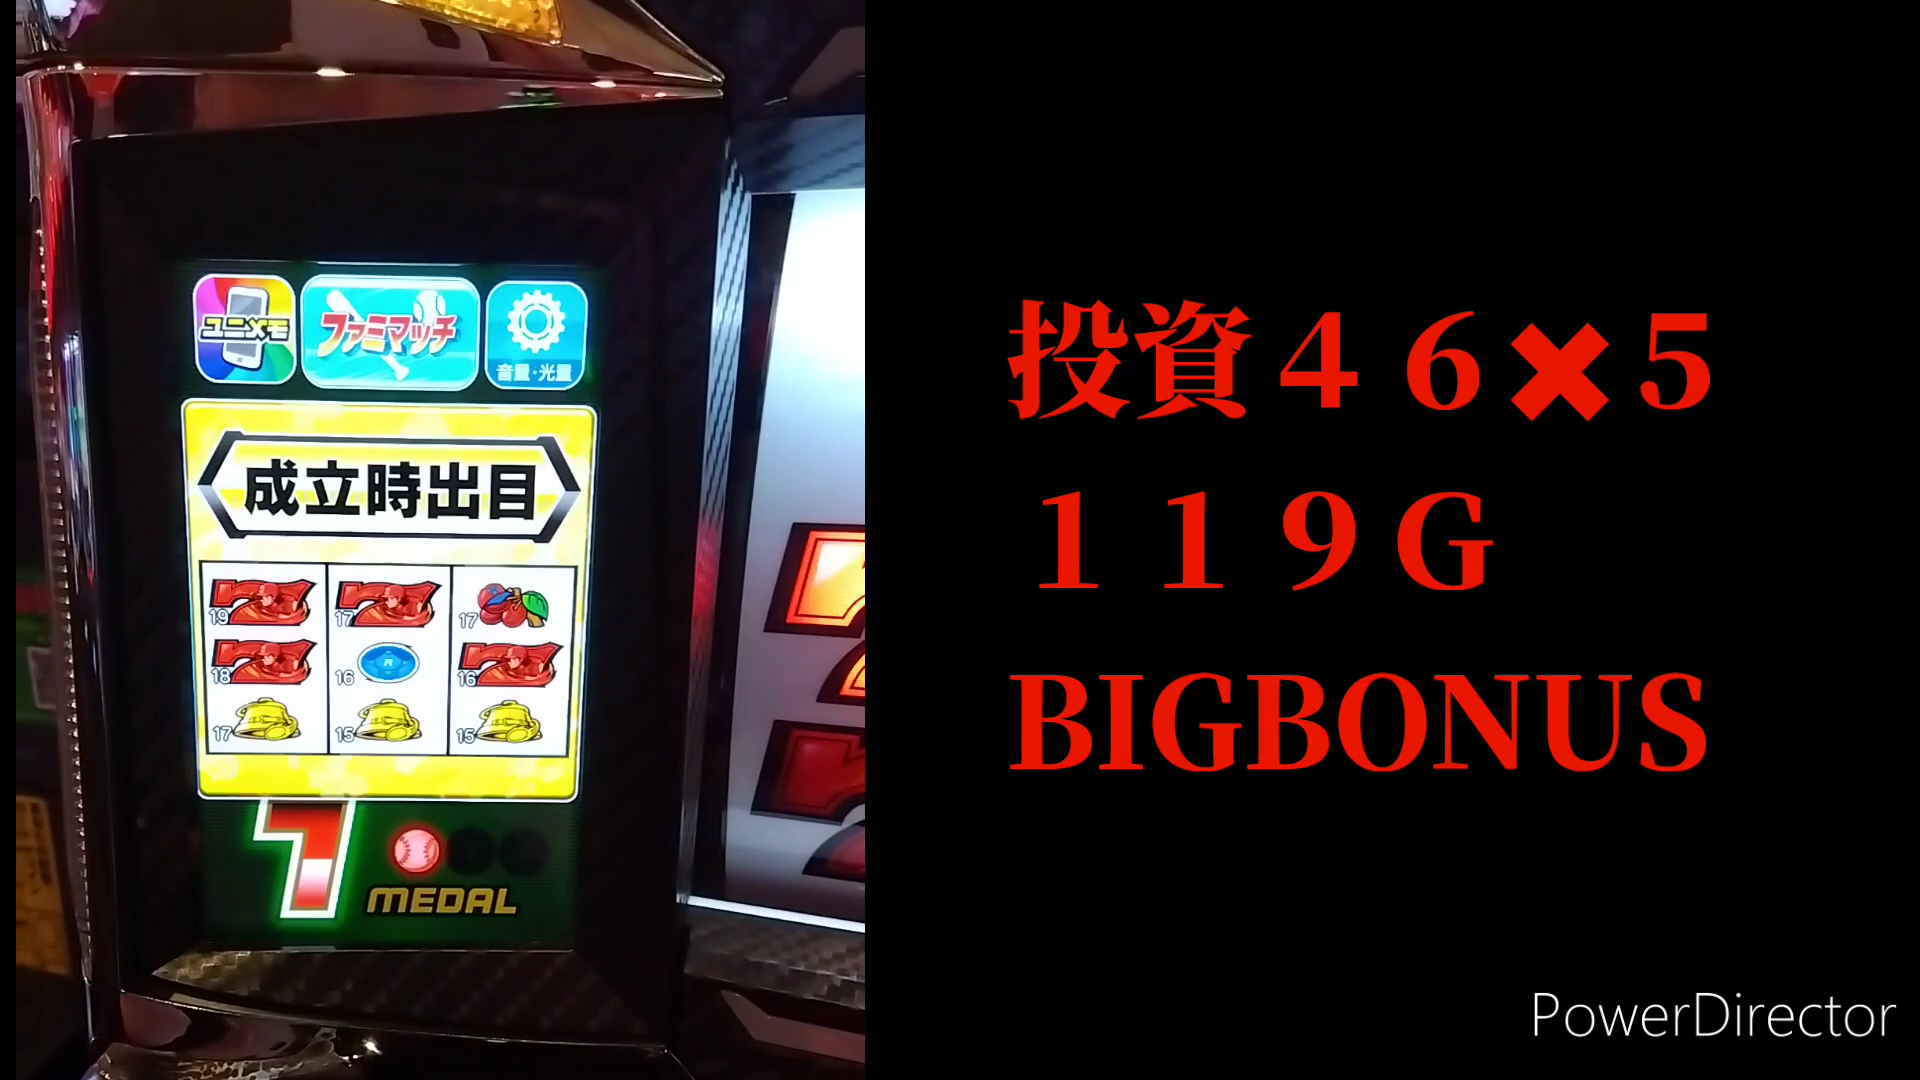 ユニメモ
ファミマッチ
音量・光量
成立時出目
19
17
17
18
R
16
16
17
15
15
1
MEDAL
投資４６✖５
１１９Ｇ
BIGBONUS
PowerDirector